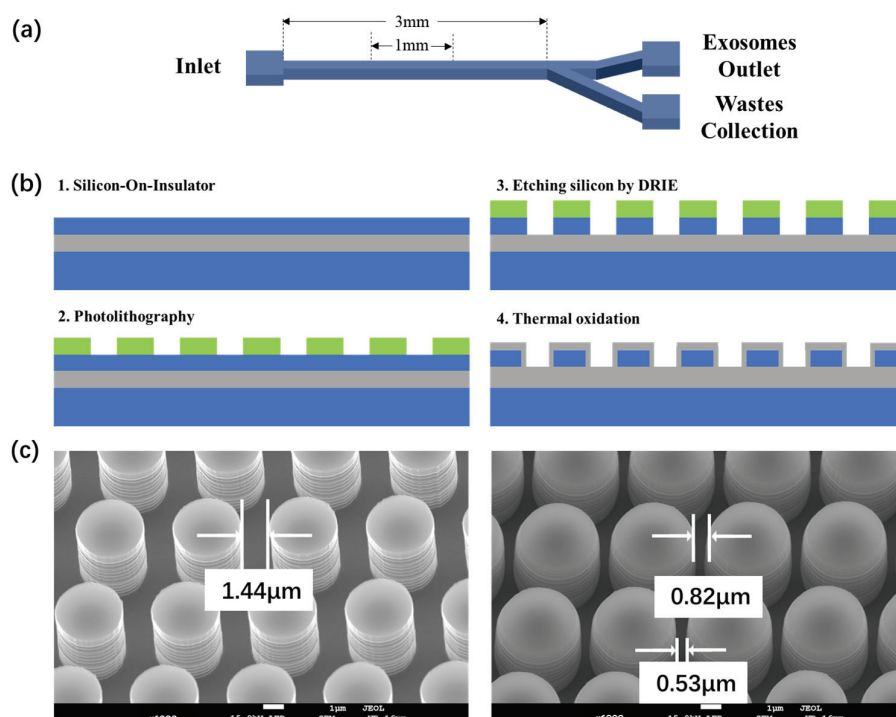 (a)
3mm
1mm
Inlet
Exosomes
Outlet
Wastes
Collection
(b)
1. Silicon-On-Insulator
3. Etching silicon by DRIE
2. Photolithography
4. Thermal oxidation
(c)
1.44μm
0.82μm
0.53μm
1μm JEOL
1μm JEOL